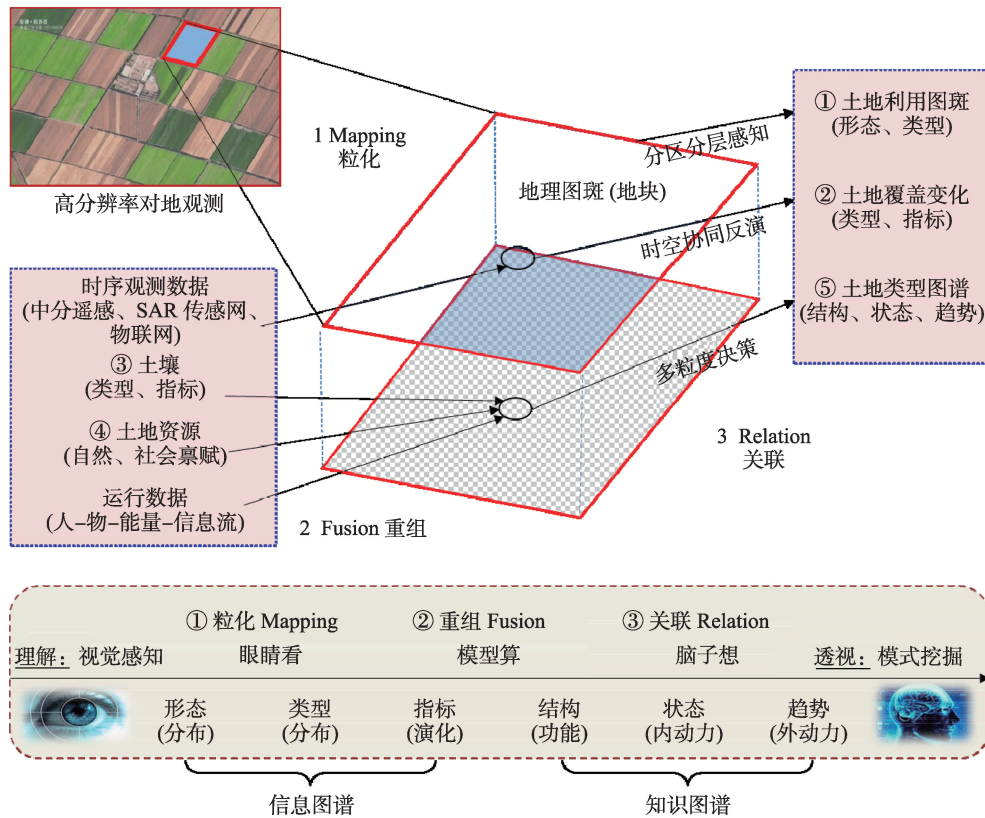 高分辨率对地观测
1 Mapping
粒化
地理图斑 (地块)
分区分层感知
时空协同反演
多粒度决策
① 土地利用图斑
(形态、类型)
② 土地覆盖变化
(类型、指标)
⑤ 土地类型图谱
(结构、状态、趋势)
时序观测数据
(中分遥感、SAR 传感网、
物联网)
③ 土壤
(类型、指标)
④ 土地资源
(自然、社会禀赋)
运行数据
(人–物–能量–信息流)
2 Fusion 重组
3 Relation
关联
① 粒化 Mapping
② 重组 Fusion
③ 关联 Relation
理解: 视觉感知
眼睛看
模型算
脑子想
透视: 模式挖掘
形态
(分布)
类型
(分布)
指标
(演化)
结构
(功能)
状态
(内动力)
趋势
(外动力)
信息图谱
知识图谱